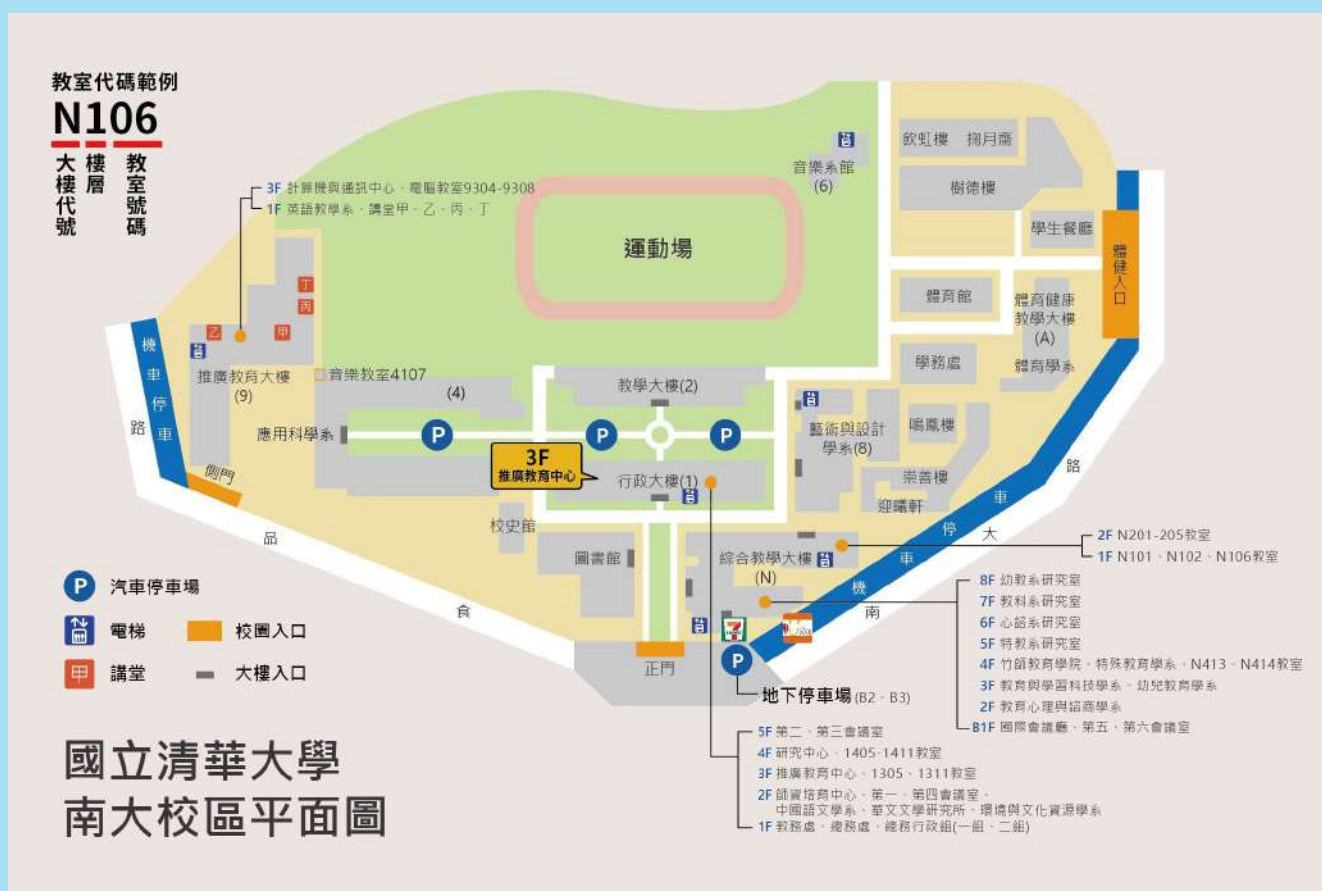 教室代碼範例
N106
大樓代號
樓層
教室號碼
3F 計算機與通訊中心、電腦教室9304-9308
1F 英語教學系、講堂甲、乙、丙、丁
丁
丙
乙
甲
推廣教育大樓
(9)
音樂教室4107
(4)
應用科學系
側門
機車停車
路
品
食
運動場
音樂系館
(6)
飲虹樓
掬月齋
樹德樓
學生餐廳
體健入口
體育館
體育健康
教學大樓
(A)
體育學系
學務處
鳴鳳樓
崇善樓
迎曦軒
藝術與設計
學系(8)
教學大樓(2)
P
P
P
3F
推廣教育中心
行政大樓(1)
校史館
圖書館
綜合教學大樓
(N)
正門
機車停車
路
大
南
7
P
地下停車場(B2、B3)
2F N201-205教室
1F N101、N102、N106教室
8F 幼教系研究室
7F 教科系研究室
6F 心諮系研究室
5F 特教系研究室
4F 竹師教育學院、特殊教育學系、N413、N414教室
3F 教育與學習科技學系、幼兒教育學系
2F 教育心理與諮商學系
B1F 國際會議廳、第五、第六會議室
5F 第二、第三會議室
4F 研究中心、1405-1411教室
3F 推廣教育中心、1305、1311教室
2F 師資培育中心、第一、第四會議室、
中國語文學系、華文文學研究所、環境與文化資源學系
1F 教務處、總務處、總務行政組(一組、二組)
P 汽車停車場
電梯
校園入口
甲 講堂
大樓入口
國立清華大學
南大校區平面圖